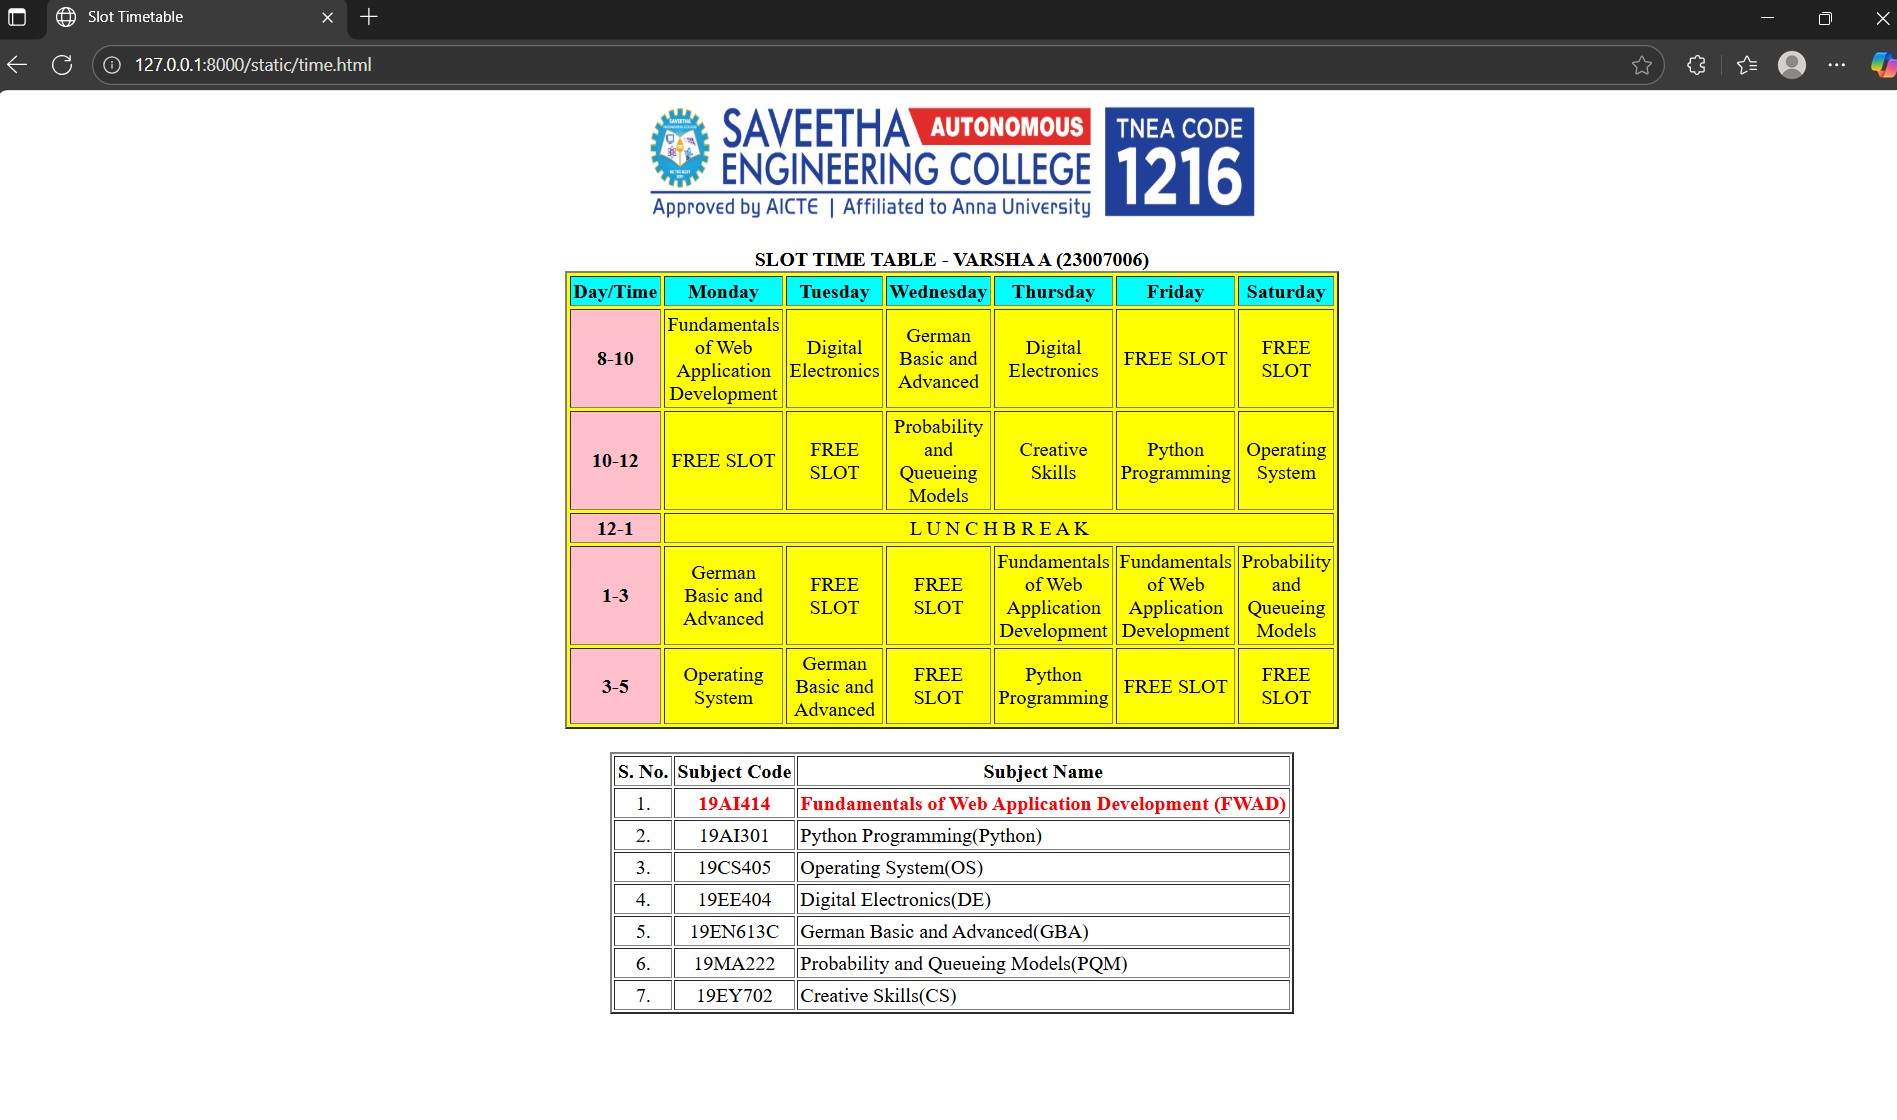 Slot Timetable
127.0.0.1:8000/static/time.html
SAVEETHA AUTONOMOUS
ENGINEERING COLLEGE
Approved by AICTE | Affiliated to Anna University
TNEA CODE
1216
SAVEETHA
SLOT TIME TABLE - VARSHA A (23007006)
Day/Time Monday Tuesday Wednesday Thursday Friday Saturday
8-10 Fundamentals of Web Application Development Digital Electronics German Basic and Advanced Digital Electronics FREE SLOT FREE SLOT
10-12 FREE SLOT FREE SLOT Probability and Queueing Models Creative Skills Python Programming Operating System
12-1 L U N C H B R E A K
1-3 German Basic and Advanced FREE SLOT FREE SLOT Fundamentals of Web Application Development Fundamentals of Web Application Development Probability and Queueing Models
3-5 Operating System German Basic and Advanced FREE SLOT Python Programming FREE SLOT FREE SLOT
S. No. Subject Code Subject Name
1. 19AI414 Fundamentals of Web Application Development (FWAD)
2. 19AI301 Python Programming(Python)
3. 19CS405 Operating System(OS)
4. 19EE404 Digital Electronics(DE)
5. 19EN613C German Basic and Advanced(GBA)
6. 19MA222 Probability and Queueing Models(PQM)
7. 19EY702 Creative Skills(CS)